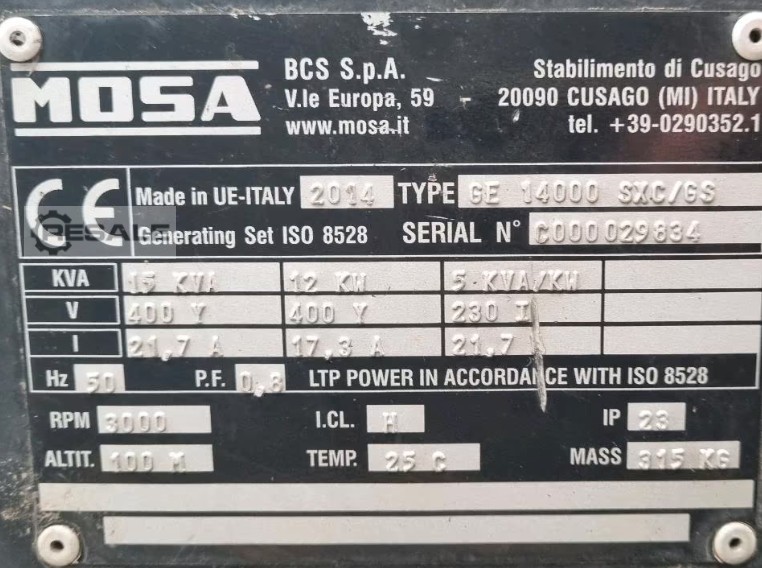 MOSA
BCS S.p.A.
V.le Europa, 59
www.mosa.it
Stabilimento di Cusago
20090 CUSAGO (MI) ITALY
tel. +39-0290352.1
CE
RESALE
Made in UE-ITALY 2014 TYPE GE 14000 SXC/GS
Generating Set ISO 8528 SERIAL N° C000029834
KVA 15 KVA 12 KW 5 KVA/KW
V 400 Y 400 Y 230 I
I 21,7 A 17,3 A 21,7
Hz 50 P.F. 0,8 LTP POWER IN ACCORDANCE WITH ISO 8528
RPM 3000 I.CL. H IP 23
ALTIT. 100 M TEMP. 25 C MASS 315 KG